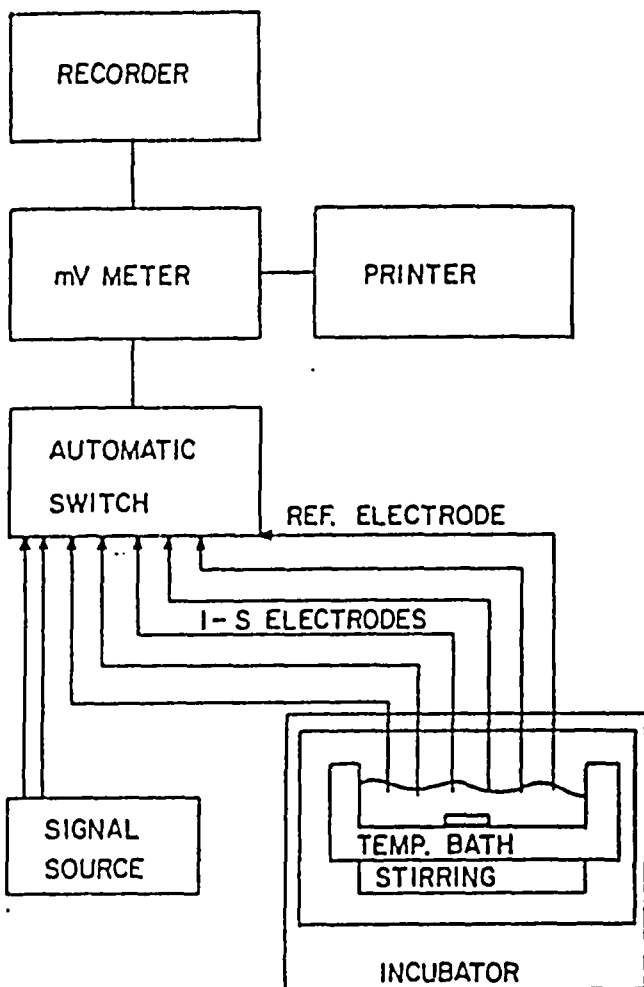 RECORDER
mV METER
PRINTER
AUTOMATIC
SWITCH
REF. ELECTRODE
I-S ELECTRODES
SIGNAL
SOURCE
TEMP. BATH
STIRRING
INCUBATOR